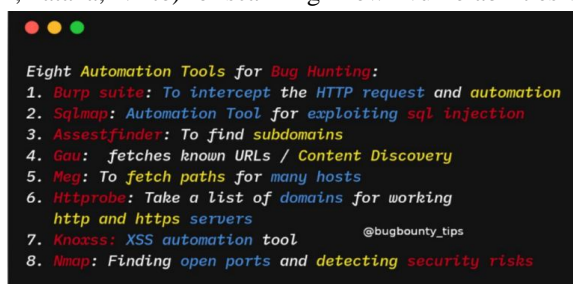 Eight Automation Tools for Bug Hunting:
1. Burp suite: To intercept the HTTP request and automation
2. Sqlmap: Automation Tool for exploiting sql injection
3. Assestfinder: To find subdomains
4. Gau: fetches known URLs / Content Discovery
5. Meg: To fetch paths for many hosts
6. Httprobe: Take a list of domains for working
http and https servers
@bugbounty_tips
7. Knoxss: XSS automation tool
8. Nmap: Finding open ports and detecting security risks